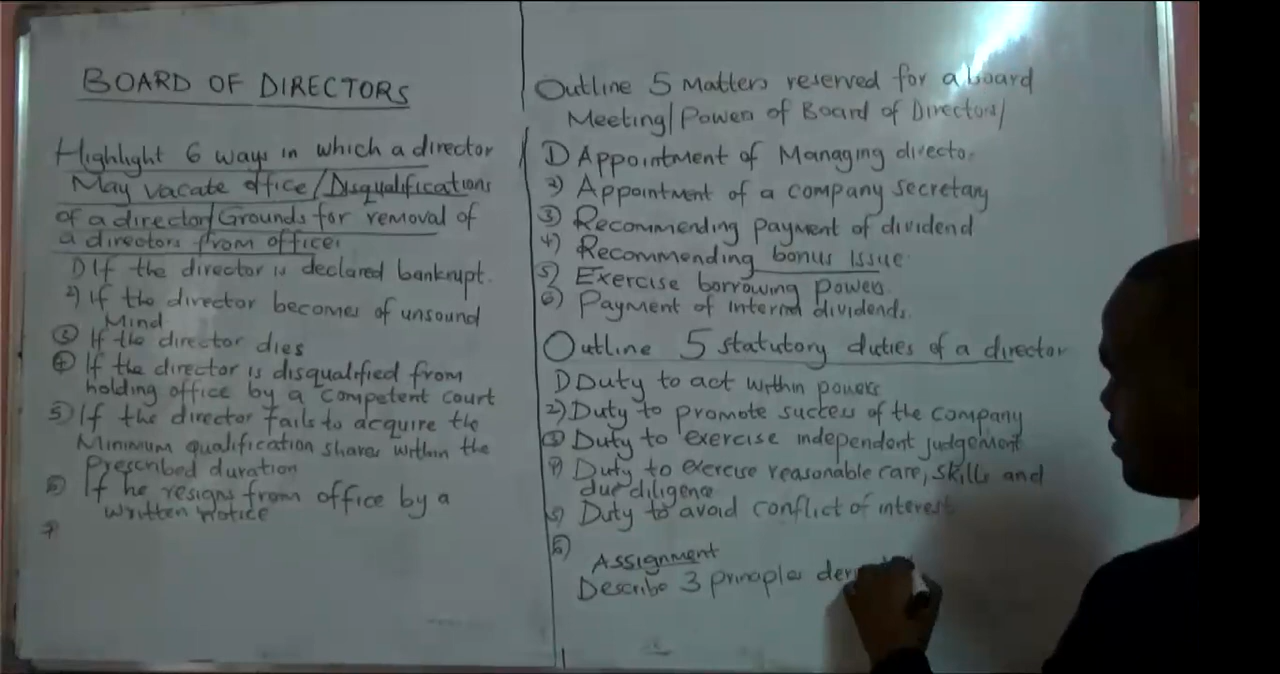 BOARD OF DIRECTORS
Highlight 6 ways in which a director
May vacate office/Disqualifications
of a director/Grounds for removal of
a directors from office.
1) If the director is declared bankrupt.
2) If the director becomes of unsound
Mind
3) If the director dies
4) If the director is disqualified from
holding office by a competent court
5) If the director fails to acquire the
Minimum qualification shares within the
Prescribed duration
6) If he resigns from office by a
written notice
7
Outline 5 Matters reserved for a board
Meeting/Power of Board of Directors/
1) Appointment of Managing director
2) Appointment of a company secretary
3) Recommending payment of dividend
4) Recommending bonus issue
5) Exercise borrowing powers
6) Payment of interim dividends.
Outline 5 statutory duties of a director
1) Duty to act within powers
2) Duty to promote success of the company
3) Duty to exercise independent judgement
4) Duty to exercise reasonable care, skills and
due diligence
5) Duty to avoid conflict of interest
6)
Assignment
Describe 3 principles